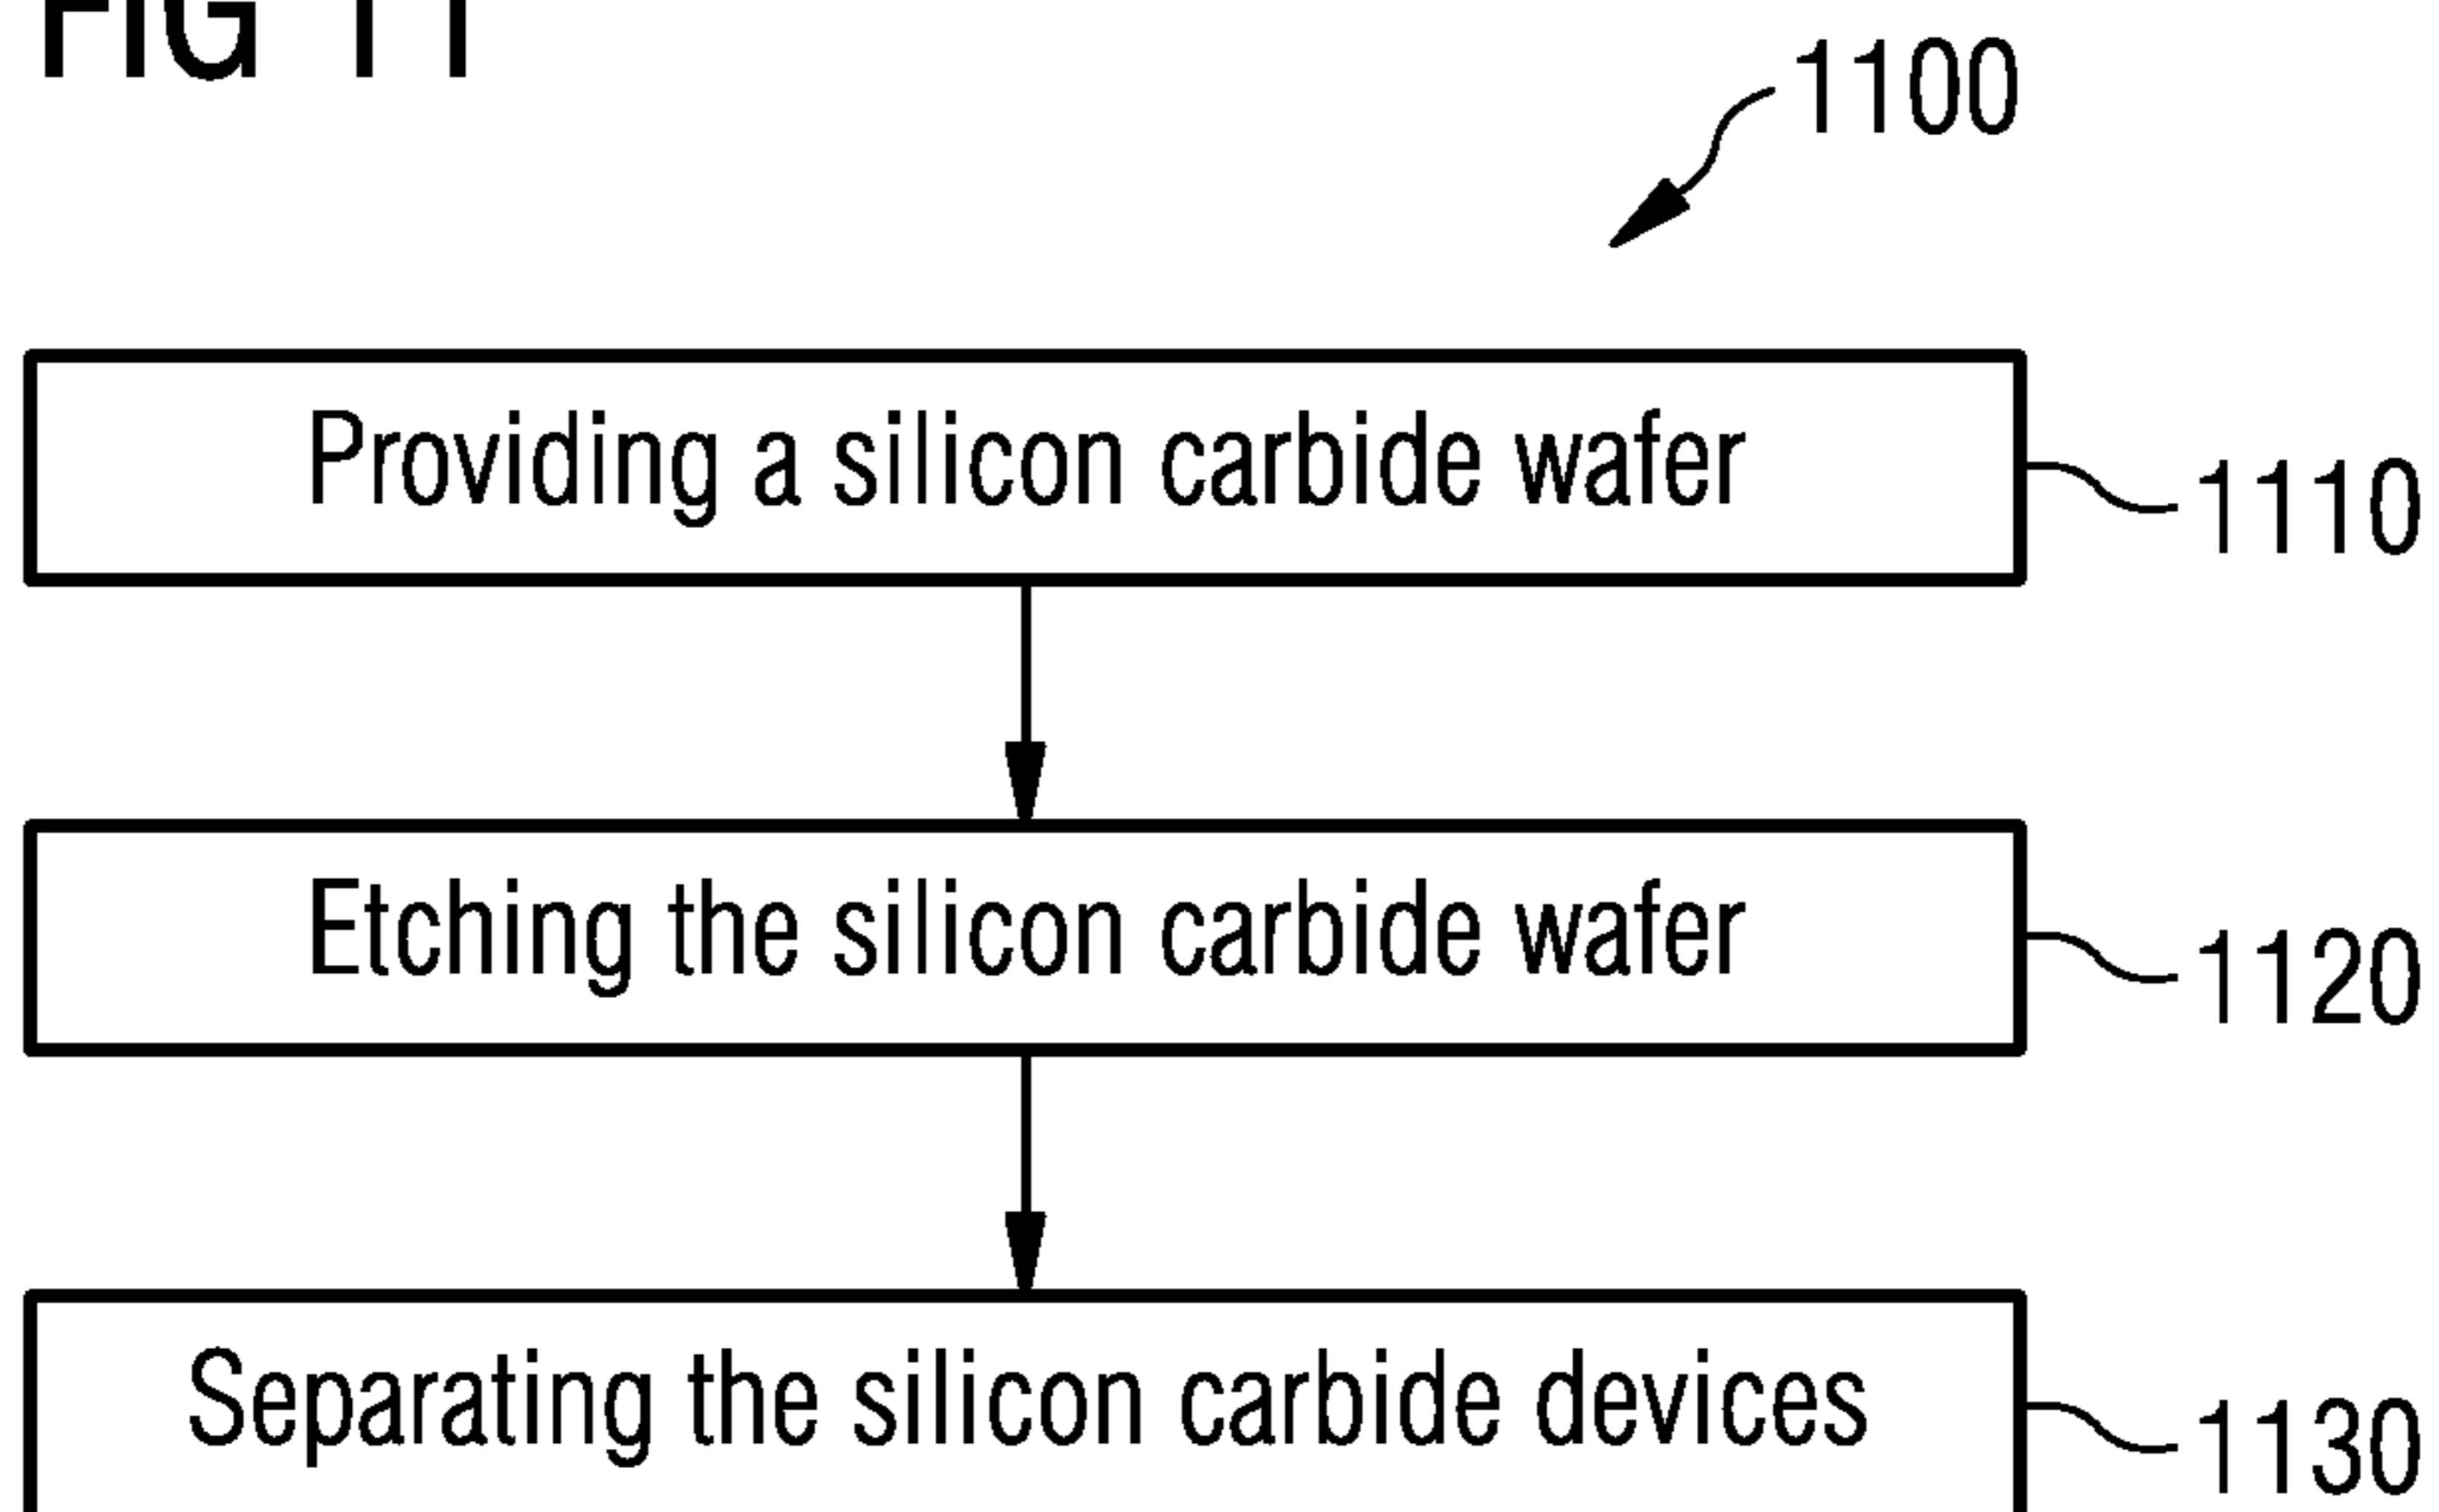 FIG 11
1100
Providing a silicon carbide wafer
1110
Etching the silicon carbide wafer
1120
Separating the silicon carbide devices
1130